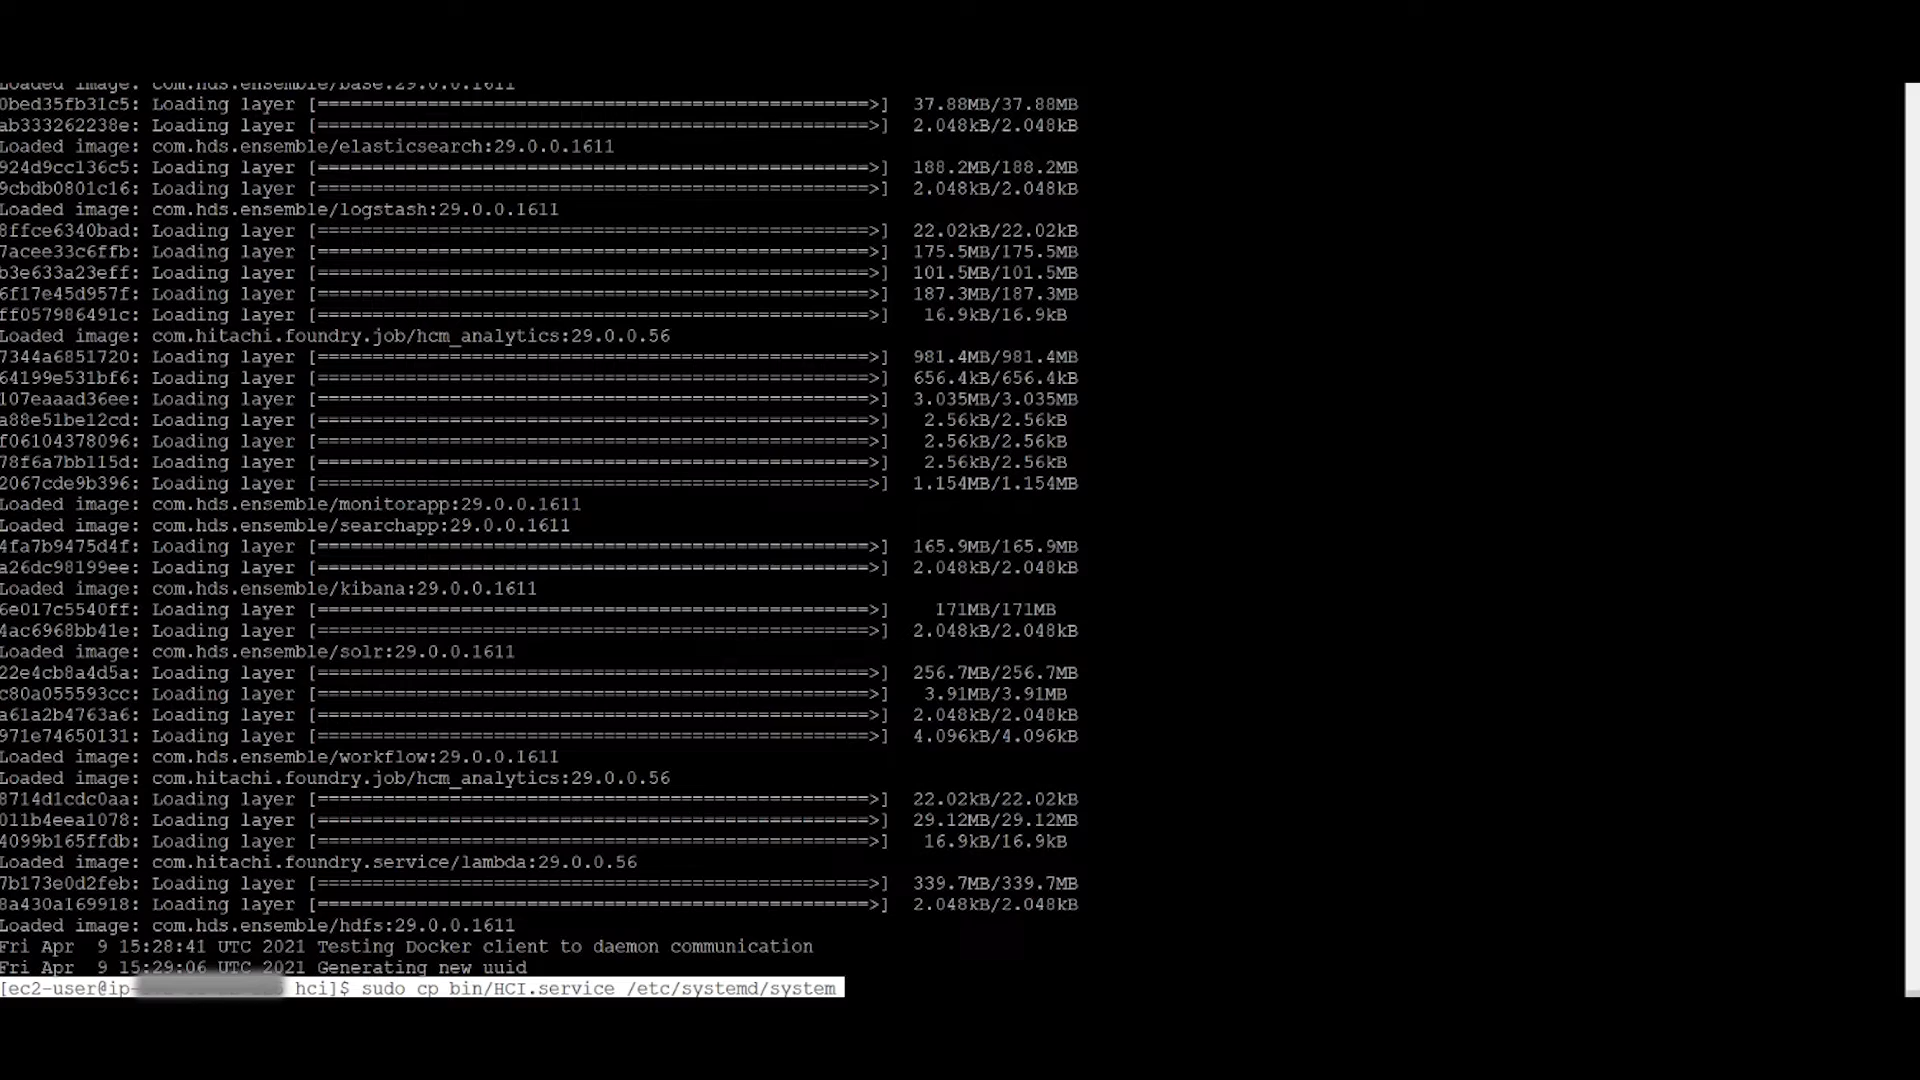 Loaded image: com.hds.ensemble/base:29.0.0.1611
0bed35fb31c5: Loading layer [==================================================>]  37.88MB/37.88MB
ab333262238e: Loading layer [==================================================>]  2.048kB/2.048kB
Loaded image: com.hds.ensemble/elasticsearch:29.0.0.1611
924d9cc136c5: Loading layer [==================================================>]  188.2MB/188.2MB
9cbdb0801c16: Loading layer [==================================================>]  2.048kB/2.048kB
Loaded image: com.hds.ensemble/logstash:29.0.0.1611
8ffce6340bad: Loading layer [==================================================>]  22.02kB/22.02kB
7acee33c6ffb: Loading layer [==================================================>]  175.5MB/175.5MB
b3e633a23eff: Loading layer [==================================================>]  101.5MB/101.5MB
6f17e45d957f: Loading layer [==================================================>]  187.3MB/187.3MB
ff057986491c: Loading layer [==================================================>]  16.9kB/16.9kB
Loaded image: com.hitachi.foundry.job/hcm_analytics:29.0.0.56
7344a6851720: Loading layer [==================================================>]  981.4MB/981.4MB
64199e531bf6: Loading layer [==================================================>]  656.4kB/656.4kB
107eaaad36ee: Loading layer [==================================================>]  3.035MB/3.035MB
a88e51be12cd: Loading layer [==================================================>]  2.56kB/2.56kB
f06104378096: Loading layer [==================================================>]  2.56kB/2.56kB
78f6a7bb115d: Loading layer [==================================================>]  2.56kB/2.56kB
2067cde9b396: Loading layer [==================================================>]  1.154MB/1.154MB
Loaded image: com.hds.ensemble/monitorapp:29.0.0.1611
Loaded image: com.hds.ensemble/searchapp:29.0.0.1611
4fa7b9475d4f: Loading layer [==================================================>]  165.9MB/165.9MB
a26dc98199ee: Loading layer [==================================================>]  2.048kB/2.048kB
Loaded image: com.hds.ensemble/kibana:29.0.0.1611
6e017c5540ff: Loading layer [==================================================>]  171MB/171MB
4ac6968bb41e: Loading layer [==================================================>]  2.048kB/2.048kB
Loaded image: com.hds.ensemble/solr:29.0.0.1611
22e4cb8a4d5a: Loading layer [==================================================>]  256.7MB/256.7MB
c80a055593cc: Loading layer [==================================================>]  3.91MB/3.91MB
a61a2b4763a6: Loading layer [==================================================>]  2.048kB/2.048kB
971e74650131: Loading layer [==================================================>]  4.096kB/4.096kB
Loaded image: com.hds.ensemble/workflow:29.0.0.1611
Loaded image: com.hitachi.foundry.job/hcm_analytics:29.0.0.56
8714d1cdc0aa: Loading layer [==================================================>]  22.02kB/22.02kB
011b4eea1078: Loading layer [==================================================>]  29.12MB/29.12MB
4099b165ffdb: Loading layer [==================================================>]  16.9kB/16.9kB
Loaded image: com.hitachi.foundry.service/lambda:29.0.0.56
7b173e0d2feb: Loading layer [==================================================>]  339.7MB/339.7MB
8a430a169918: Loading layer [==================================================>]  2.048kB/2.048kB
Loaded image: com.hds.ensemble/hdfs:29.0.0.1611
Fri Apr  9 15:28:41 UTC 2021 Testing Docker client to daemon communication
Fri Apr  9 15:29:06 UTC 2021 Generating new uuid
[ec2-user@ip- hci]$ sudo cp bin/HCI.service /etc/systemd/system